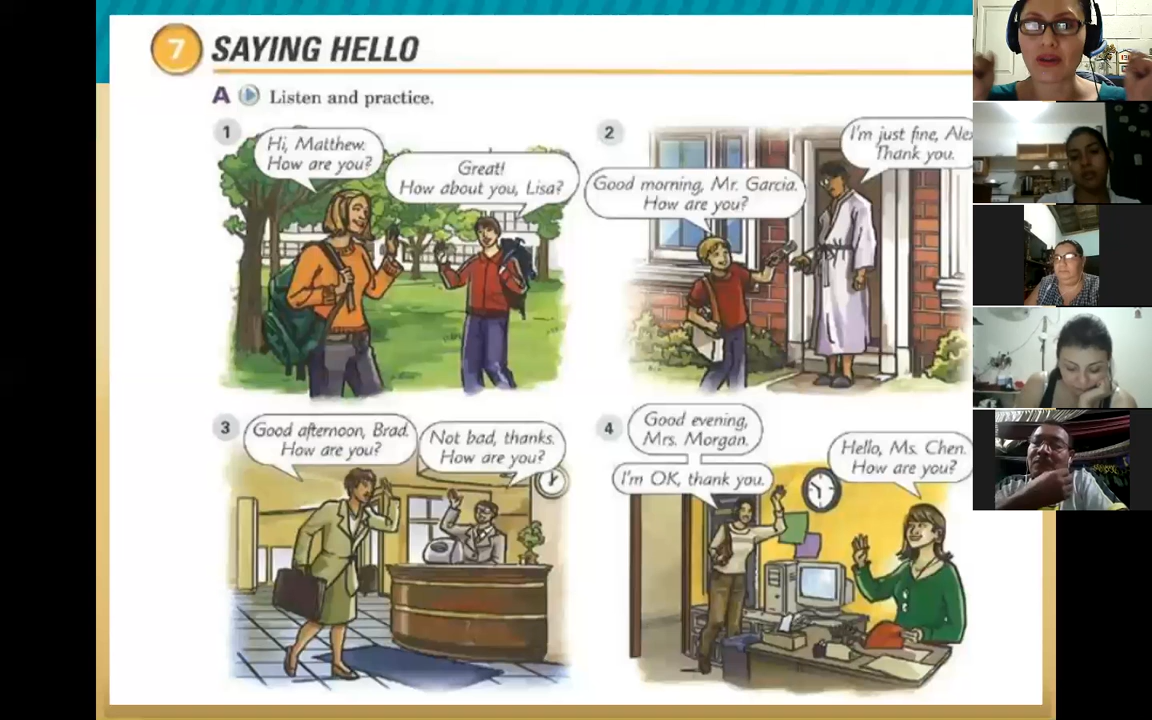 7 SAYING HELLO
A Listen and practice.
1
Hi, Matthew.
How are you?
Great!
How about you, Lisa?
2
Good morning, Mr. Garcia.
How are you?
I'm just fine, Ale
Thank you.
3
Good afternoon, Brad.
How are you?
Not bad, thanks.
How are you?
4
Good evening,
Mrs. Morgan.
Hello, Ms. Chen.
How are you?
I'm OK, thank you.